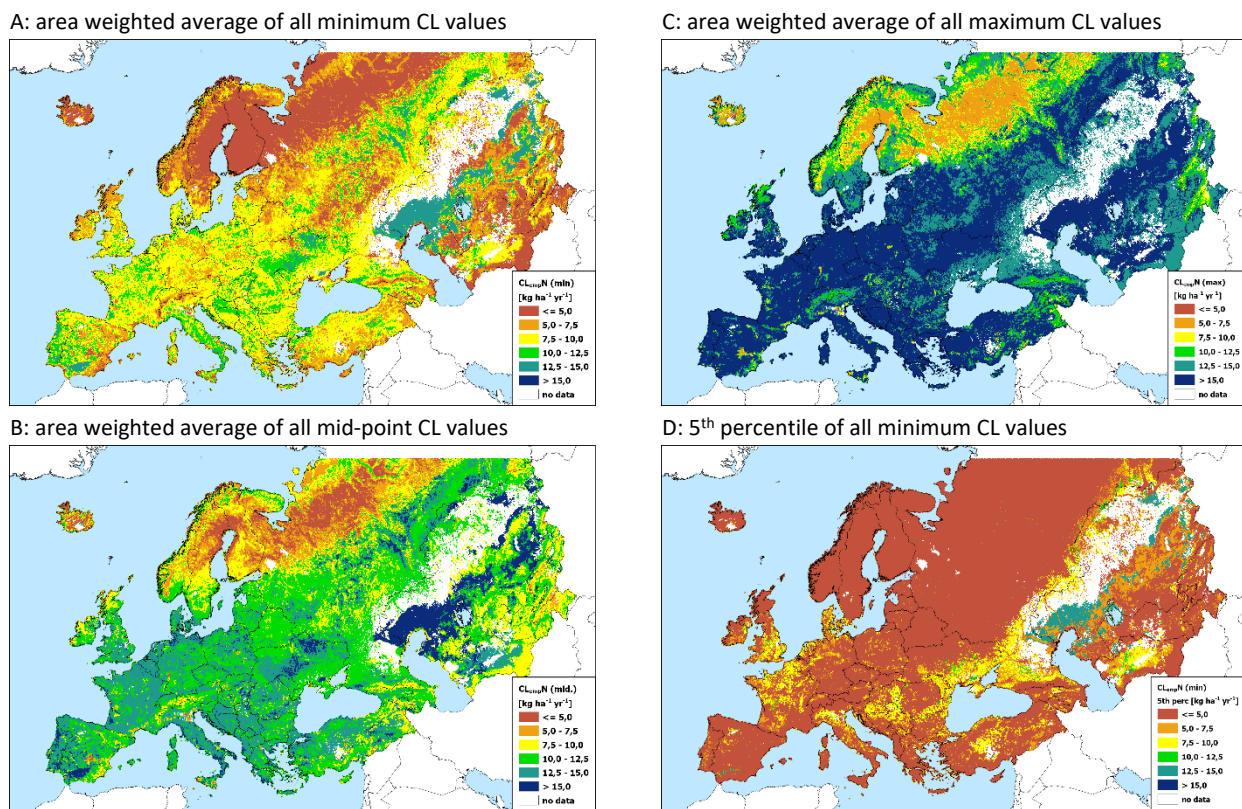 A: area weighted average of all minimum CL values
CLempN (min)
[kg ha⁻¹ yr⁻¹]
<= 5,0
5,0 - 7,5
7,5 - 10,0
10,0 - 12,5
12,5 - 15,0
> 15,0
no data
B: area weighted average of all mid-point CL values
CLempN (mid.)
[kg ha⁻¹ yr⁻¹]
<= 5,0
5,0 - 7,5
7,5 - 10,0
10,0 - 12,5
12,5 - 15,0
> 15,0
no data
C: area weighted average of all maximum CL values
CLempN (max)
[kg ha⁻¹ yr⁻¹]
<= 5,0
5,0 - 7,5
7,5 - 10,0
10,0 - 12,5
12,5 - 15,0
> 15,0
no data
D: 5th percentile of all minimum CL values
CLempN (min)
5th perc [kg ha⁻¹ yr⁻¹]
<= 5,0
5,0 - 7,5
7,5 - 10,0
10,0 - 12,5
12,5 - 15,0
> 15,0
no data